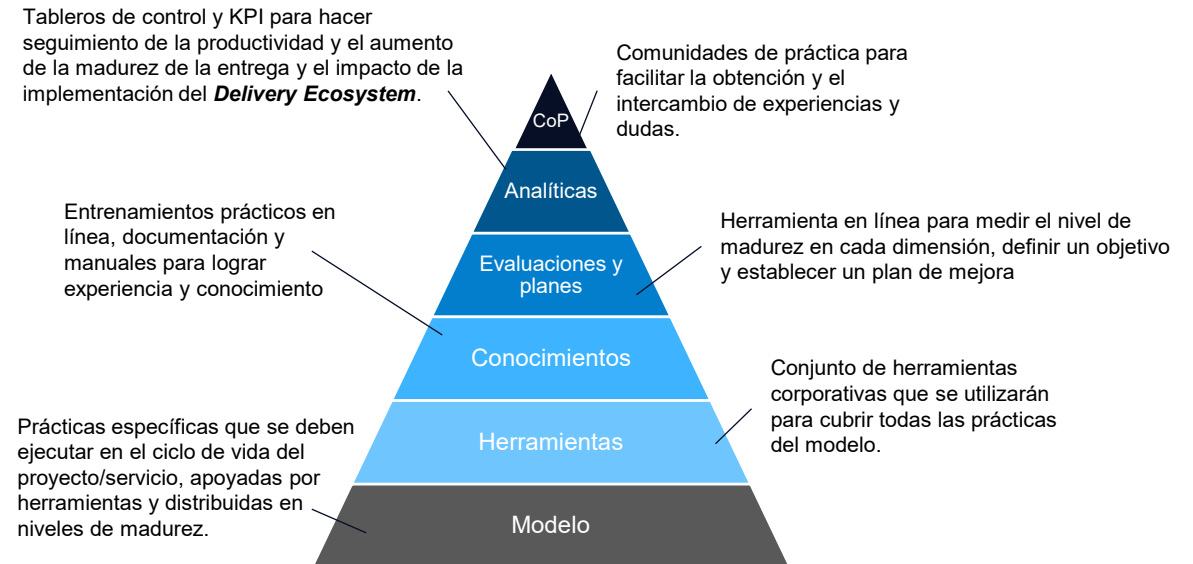 Tableros de control y KPI para hacer
seguimiento de la productividad y el aumento
de la madurez de la entrega y el impacto de la
implementación del Delivery Ecosystem.
Comunidades de práctica para
facilitar la obtención y el
intercambio de experiencias y
dudas.
CoP
Analíticas
Entrenamientos prácticos en
línea, documentación y
manuales para lograr
experiencia y conocimiento
Herramienta en línea para medir el nivel de
madurez en cada dimensión, definir un objetivo
y establecer un plan de mejora
Evaluaciones y
planes
Conocimientos
Conjunto de herramientas
corporativas que se utilizarán
para cubrir todas las prácticas
del modelo.
Herramientas
Prácticas específicas que se deben
ejecutar en el ciclo de vida del
proyecto/servicio, apoyadas por
herramientas y distribuidas en
niveles de madurez.
Modelo